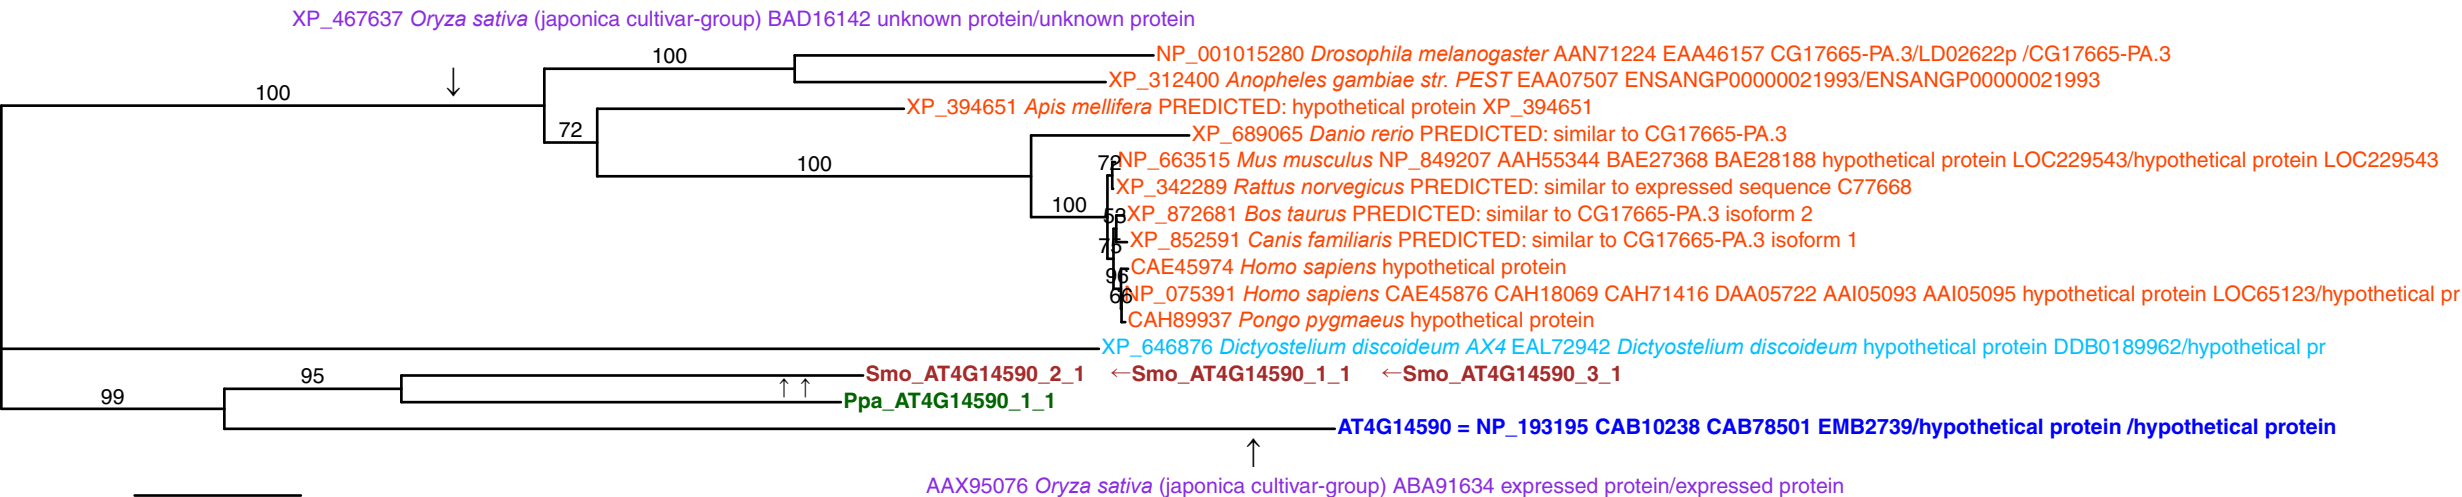 XP_467637 Oryza sativa (japonica cultivar-group) BAD16142 unknown protein/unknown protein
100
NP_001015280 Drosophila melanogaster AAN71224 EAA46157 CG17665-PA.3/LD02622p /CG17665-PA.3
↓
XP_312400 Anopheles gambiae str. PEST EAA07507 ENSANGP00000021993/ENSANGP00000021993
100
XP_394651 Apis mellifera PREDICTED: hypothetical protein XP_394651
72
XP_689065 Danio rerio PREDICTED: similar to CG17665-PA.3
100
72
NP_663515 Mus musculus NP_849207 AAH55344 BAE27368 BAE28188 hypothetical protein LOC229543/hypothetical protein LOC229543
XP_342289 Rattus norvegicus PREDICTED: similar to expressed sequence C77668
100
53
XP_872681 Bos taurus PREDICTED: similar to CG17665-PA.3 isoform 2
75
XP_852591 Canis familiaris PREDICTED: similar to CG17665-PA.3 isoform 1
96
CAE45974 Homo sapiens hypothetical protein
66
NP_075391 Homo sapiens CAE45876 CAH18069 CAH71416 DAA05722 AAI05093 AAI05095 hypothetical protein LOC65123/hypothetical pr
CAH89937 Pongo pygmaeus hypothetical protein
XP_646876 Dictyostelium discoideum AX4 EAL72942 Dictyostelium discoideum hypothetical protein DDB0189962/hypothetical pr
95
Smo_AT4G14590_2_1 ←Smo_AT4G14590_1_1 ←Smo_AT4G14590_3_1
↑ ↑
99
Ppa_AT4G14590_1_1
AT4G14590 = NP_193195 CAB10238 CAB78501 EMB2739/hypothetical protein /hypothetical protein
↑
AAX95076 Oryza sativa (japonica cultivar-group) ABA91634 expressed protein/expressed protein